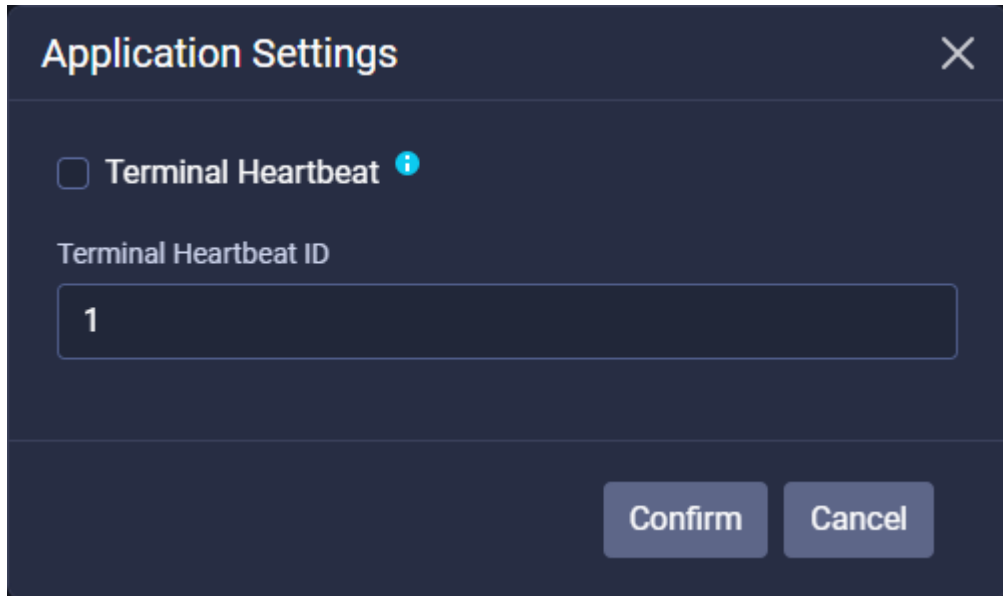 Application Settings
Terminal Heartbeat
Terminal Heartbeat ID
1
Confirm Cancel